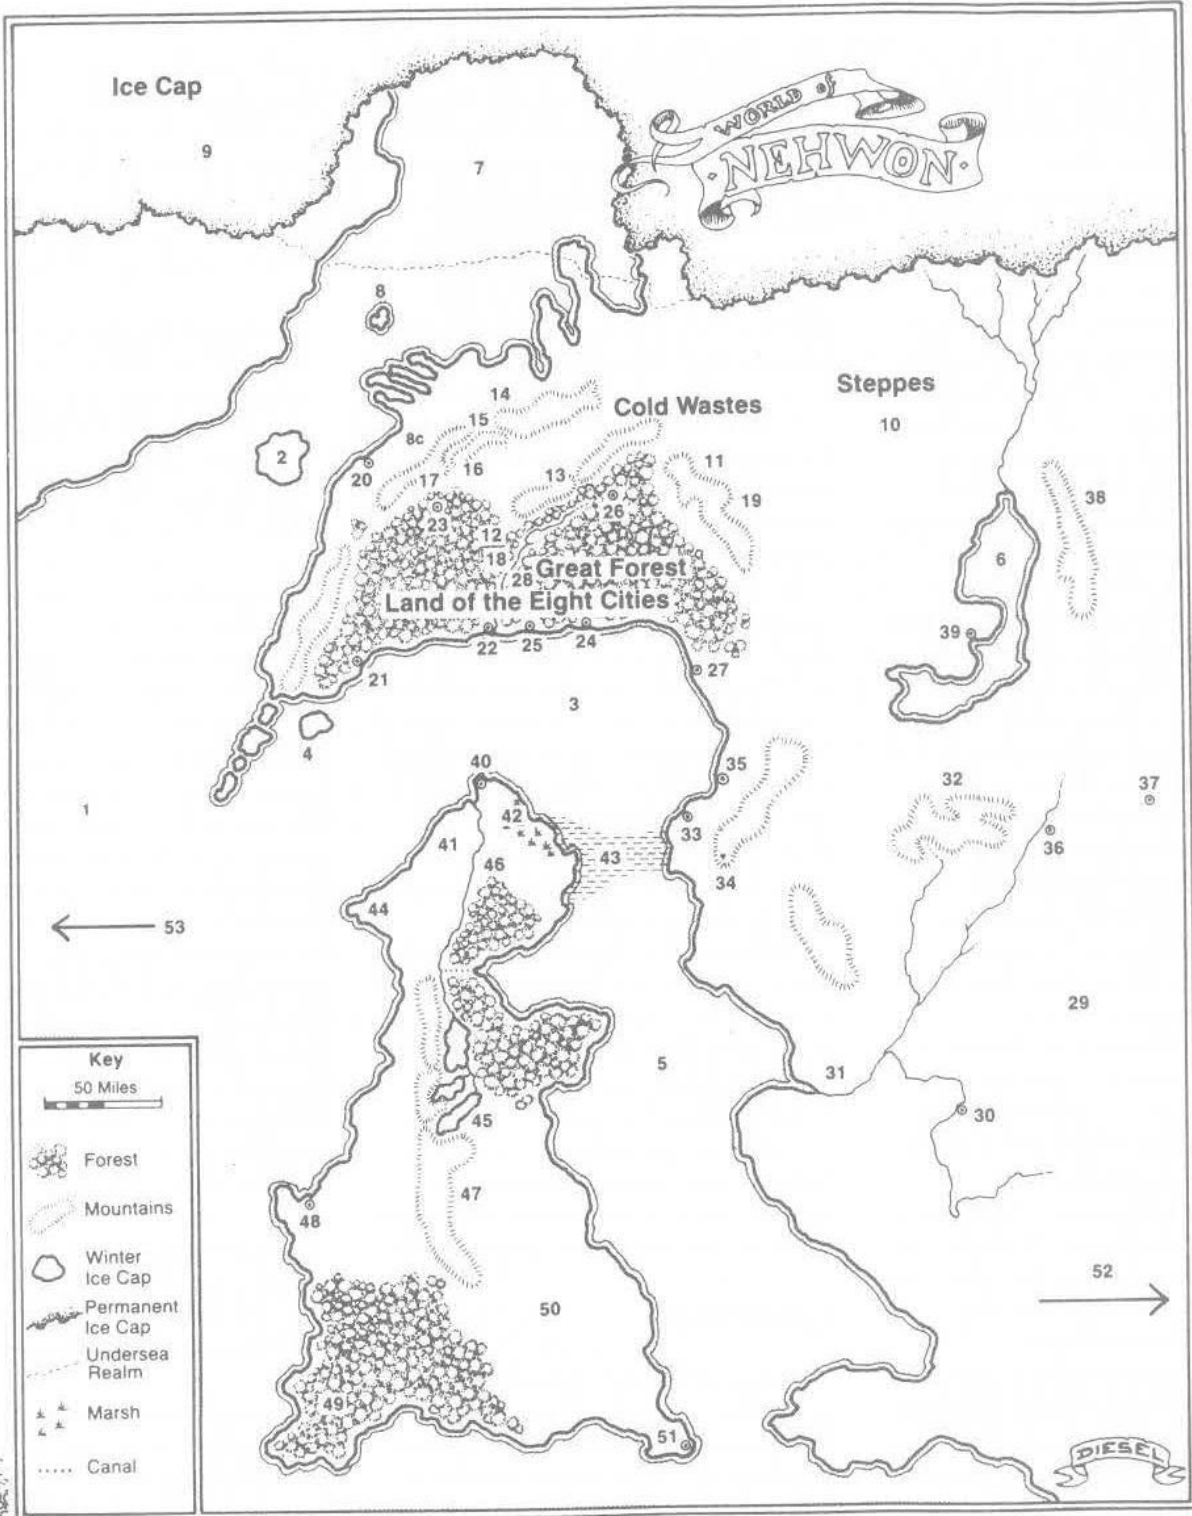 Ice Cap
9
7
WORLD of
NEHWON
8
Steppes
14
Cold Wastes
10
15
8c
2
16
11
20
17
13
38
19
23
26
12
18
6
28
Great Forest
Land of the Eight Cities
39
22
25
24
21
27
3
4
40
35
32
37
1
42
33
41
43
36
46
34
44
53
29
Key
50 Miles
5
31
45
30
Forest
47
Mountains
48
Winter
Ice Cap
52
50
Permanent
Ice Cap
Undersea
Realm
49
Marsh
51
DIESEL
Canal